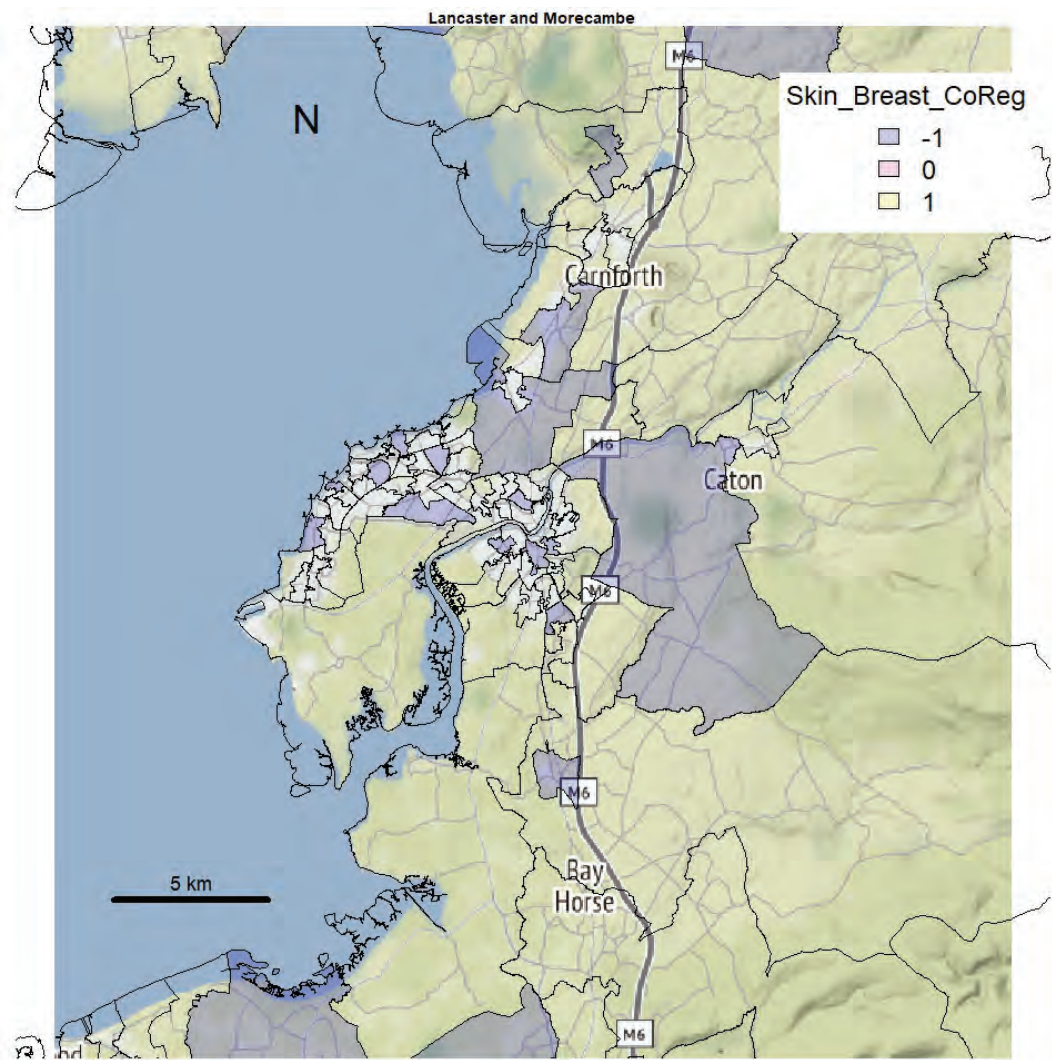 Lancaster and Morecambe
M6
N
Skin_Breast_CoReg
-1
0
1
Carnforth
M6
Caton
M6
M6
Bay
Horse
5 km
M6